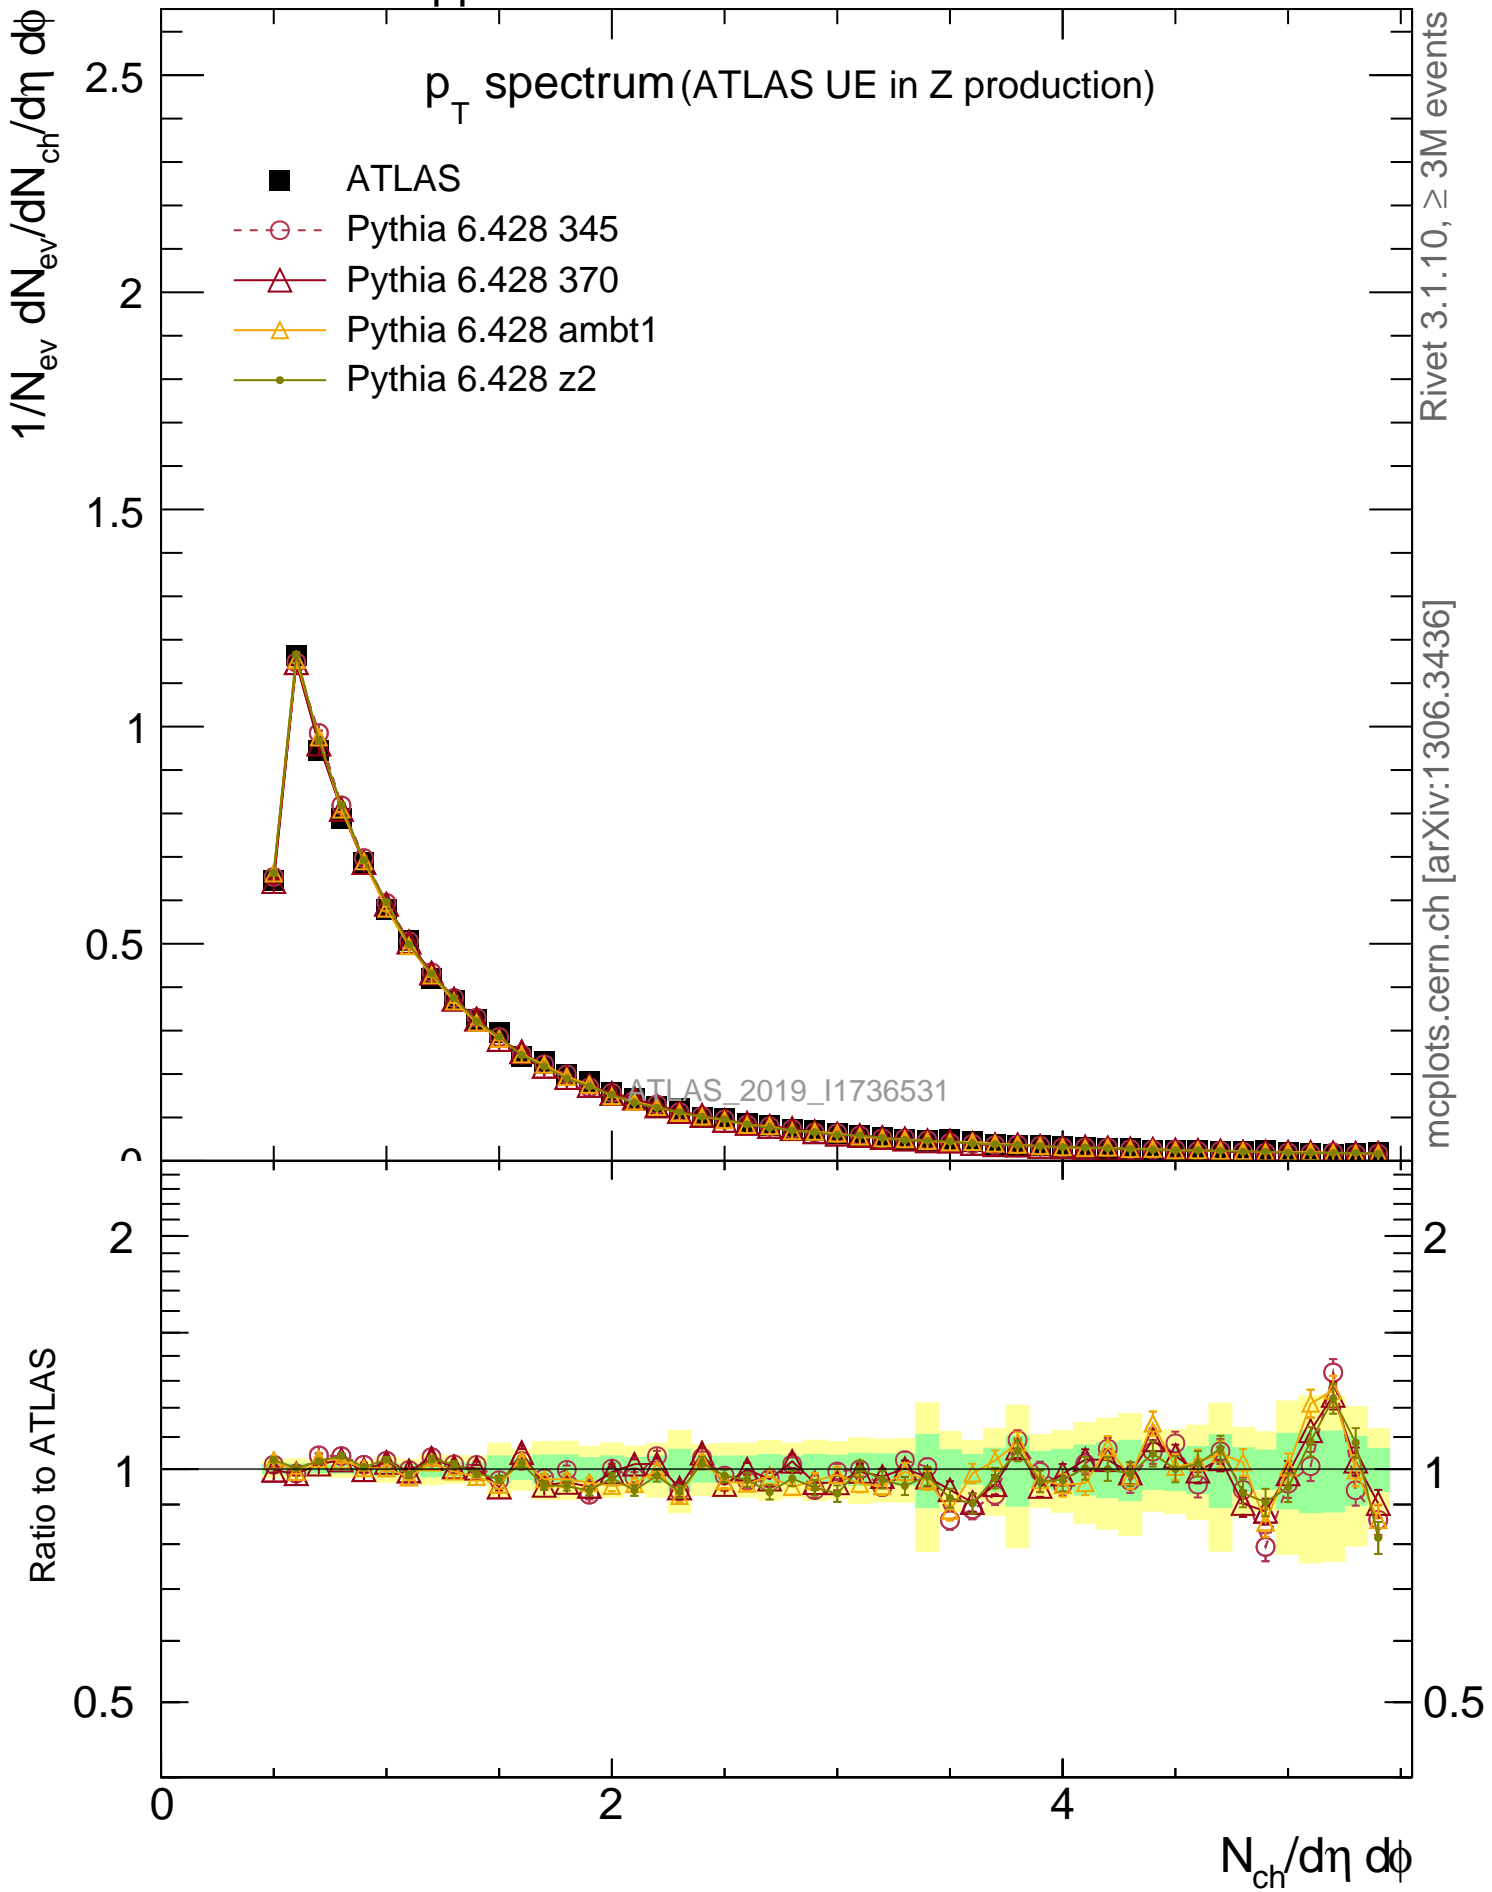 1/N_ev dN_ev/dN_ch/dη dϕ
p_T spectrum (ATLAS UE in Z production)
ATLAS
Pythia 6.428 345
Pythia 6.428 370
Pythia 6.428 ambt1
Pythia 6.428 z2
2.5
2
1.5
1
0.5
0
ATLAS_2019_I1736531
Rivet 3.1.10, ≥ 3M events
mcplots.cern.ch [arXiv:1306.3436]
Ratio to ATLAS
2
1
0.5
2
1
0.5
0
2
4
N_ch/dη dϕ